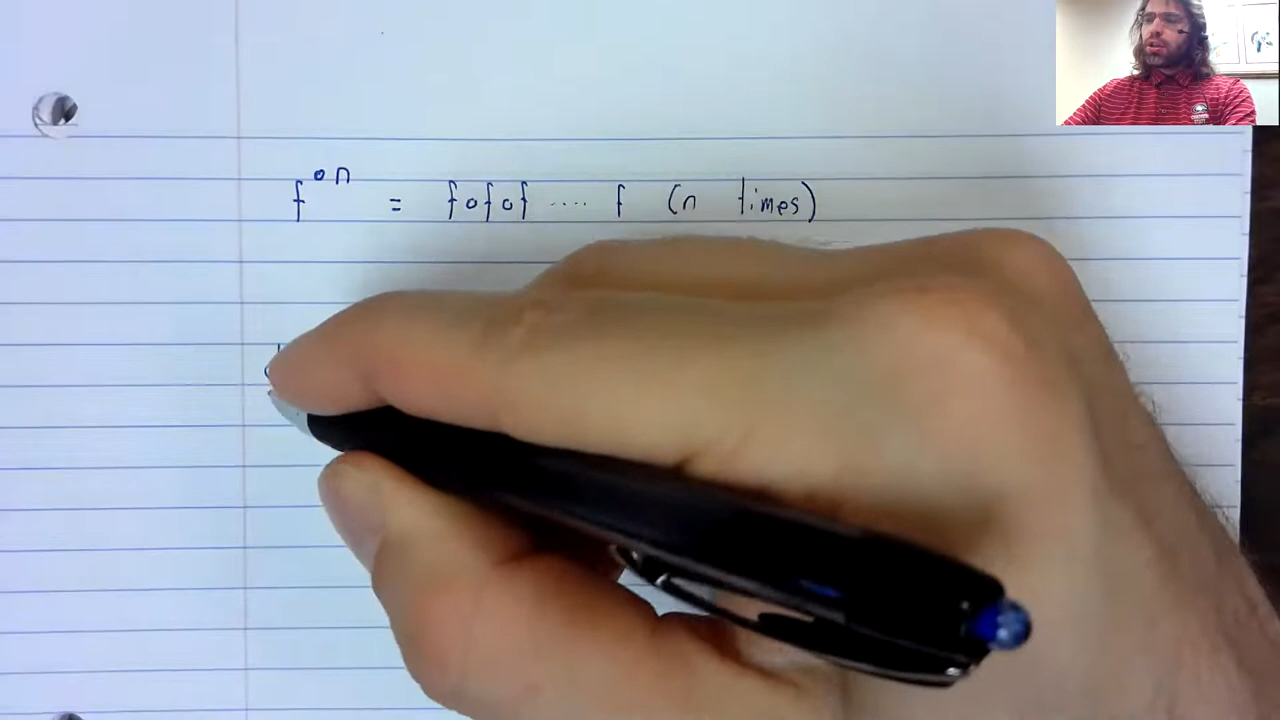 f^∘n = f∘f∘f .... f (n times)